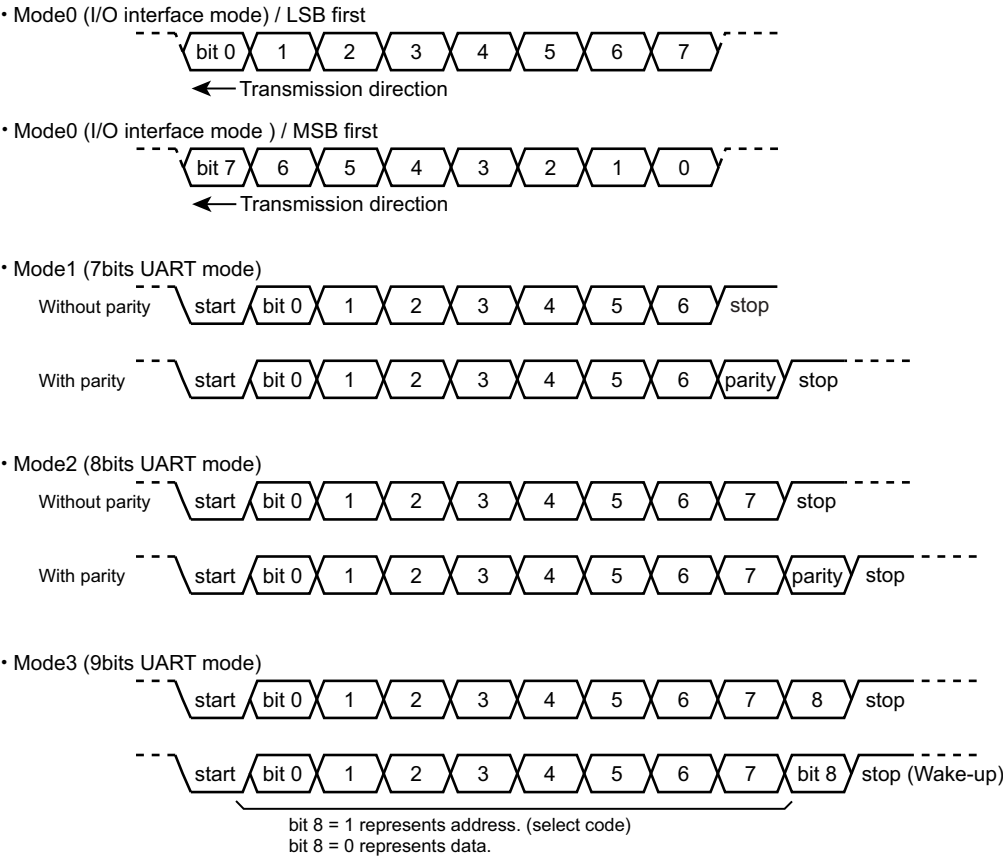 • Mode0 (I/O interface mode) / LSB first
bit 0 1 2 3 4 5 6 7
Transmission direction
• Mode0 (I/O interface mode ) / MSB first
bit 7 6 5 4 3 2 1 0
Transmission direction
• Mode1 (7bits UART mode)
Without parity start bit 0 1 2 3 4 5 6 stop
With parity start bit 0 1 2 3 4 5 6 parity stop
• Mode2 (8bits UART mode)
Without parity start bit 0 1 2 3 4 5 6 7 stop
With parity start bit 0 1 2 3 4 5 6 7 parity stop
• Mode3 (9bits UART mode)
start bit 0 1 2 3 4 5 6 7 8 stop
start bit 0 1 2 3 4 5 6 7 bit 8 stop (Wake-up)
bit 8 = 1 represents address. (select code)
bit 8 = 0 represents data.